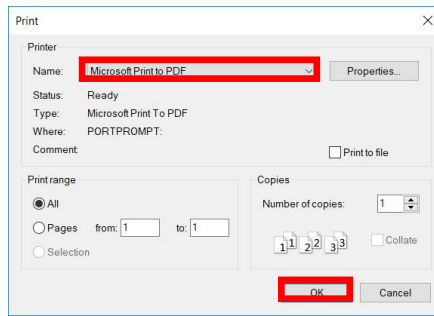 Print
Printer
Name: Microsoft Print to PDF Properties...
Status: Ready
Type: Microsoft Print To PDF
Where: PORTPROMPT:
Comment: Print to file
Print range
All
Pages from: 1 to: 1
Selection
Copies
Number of copies: 1
1 1 2 2 3 3 Collate
OK Cancel